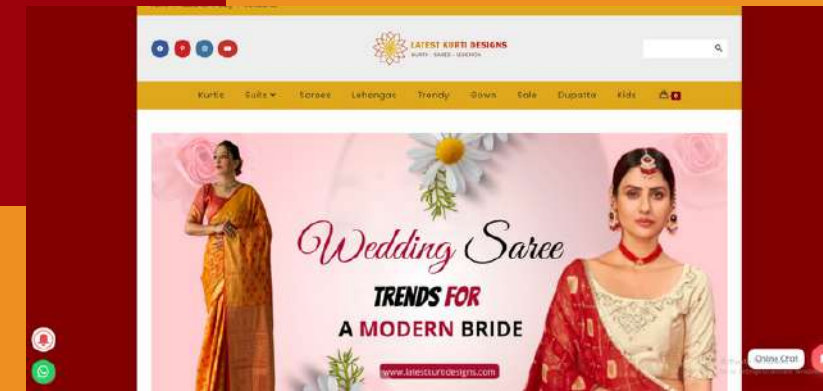 LATEST KURTI DESIGNS
KURTI - SAREE - LEHENGA
Kurtis Suits Sarees Lehengas Trendy Gown Sale Dupatta Kids 0
Wedding Saree
TRENDS FOR
A MODERN BRIDE
www.latestkurtidesigns.com
Online Chat